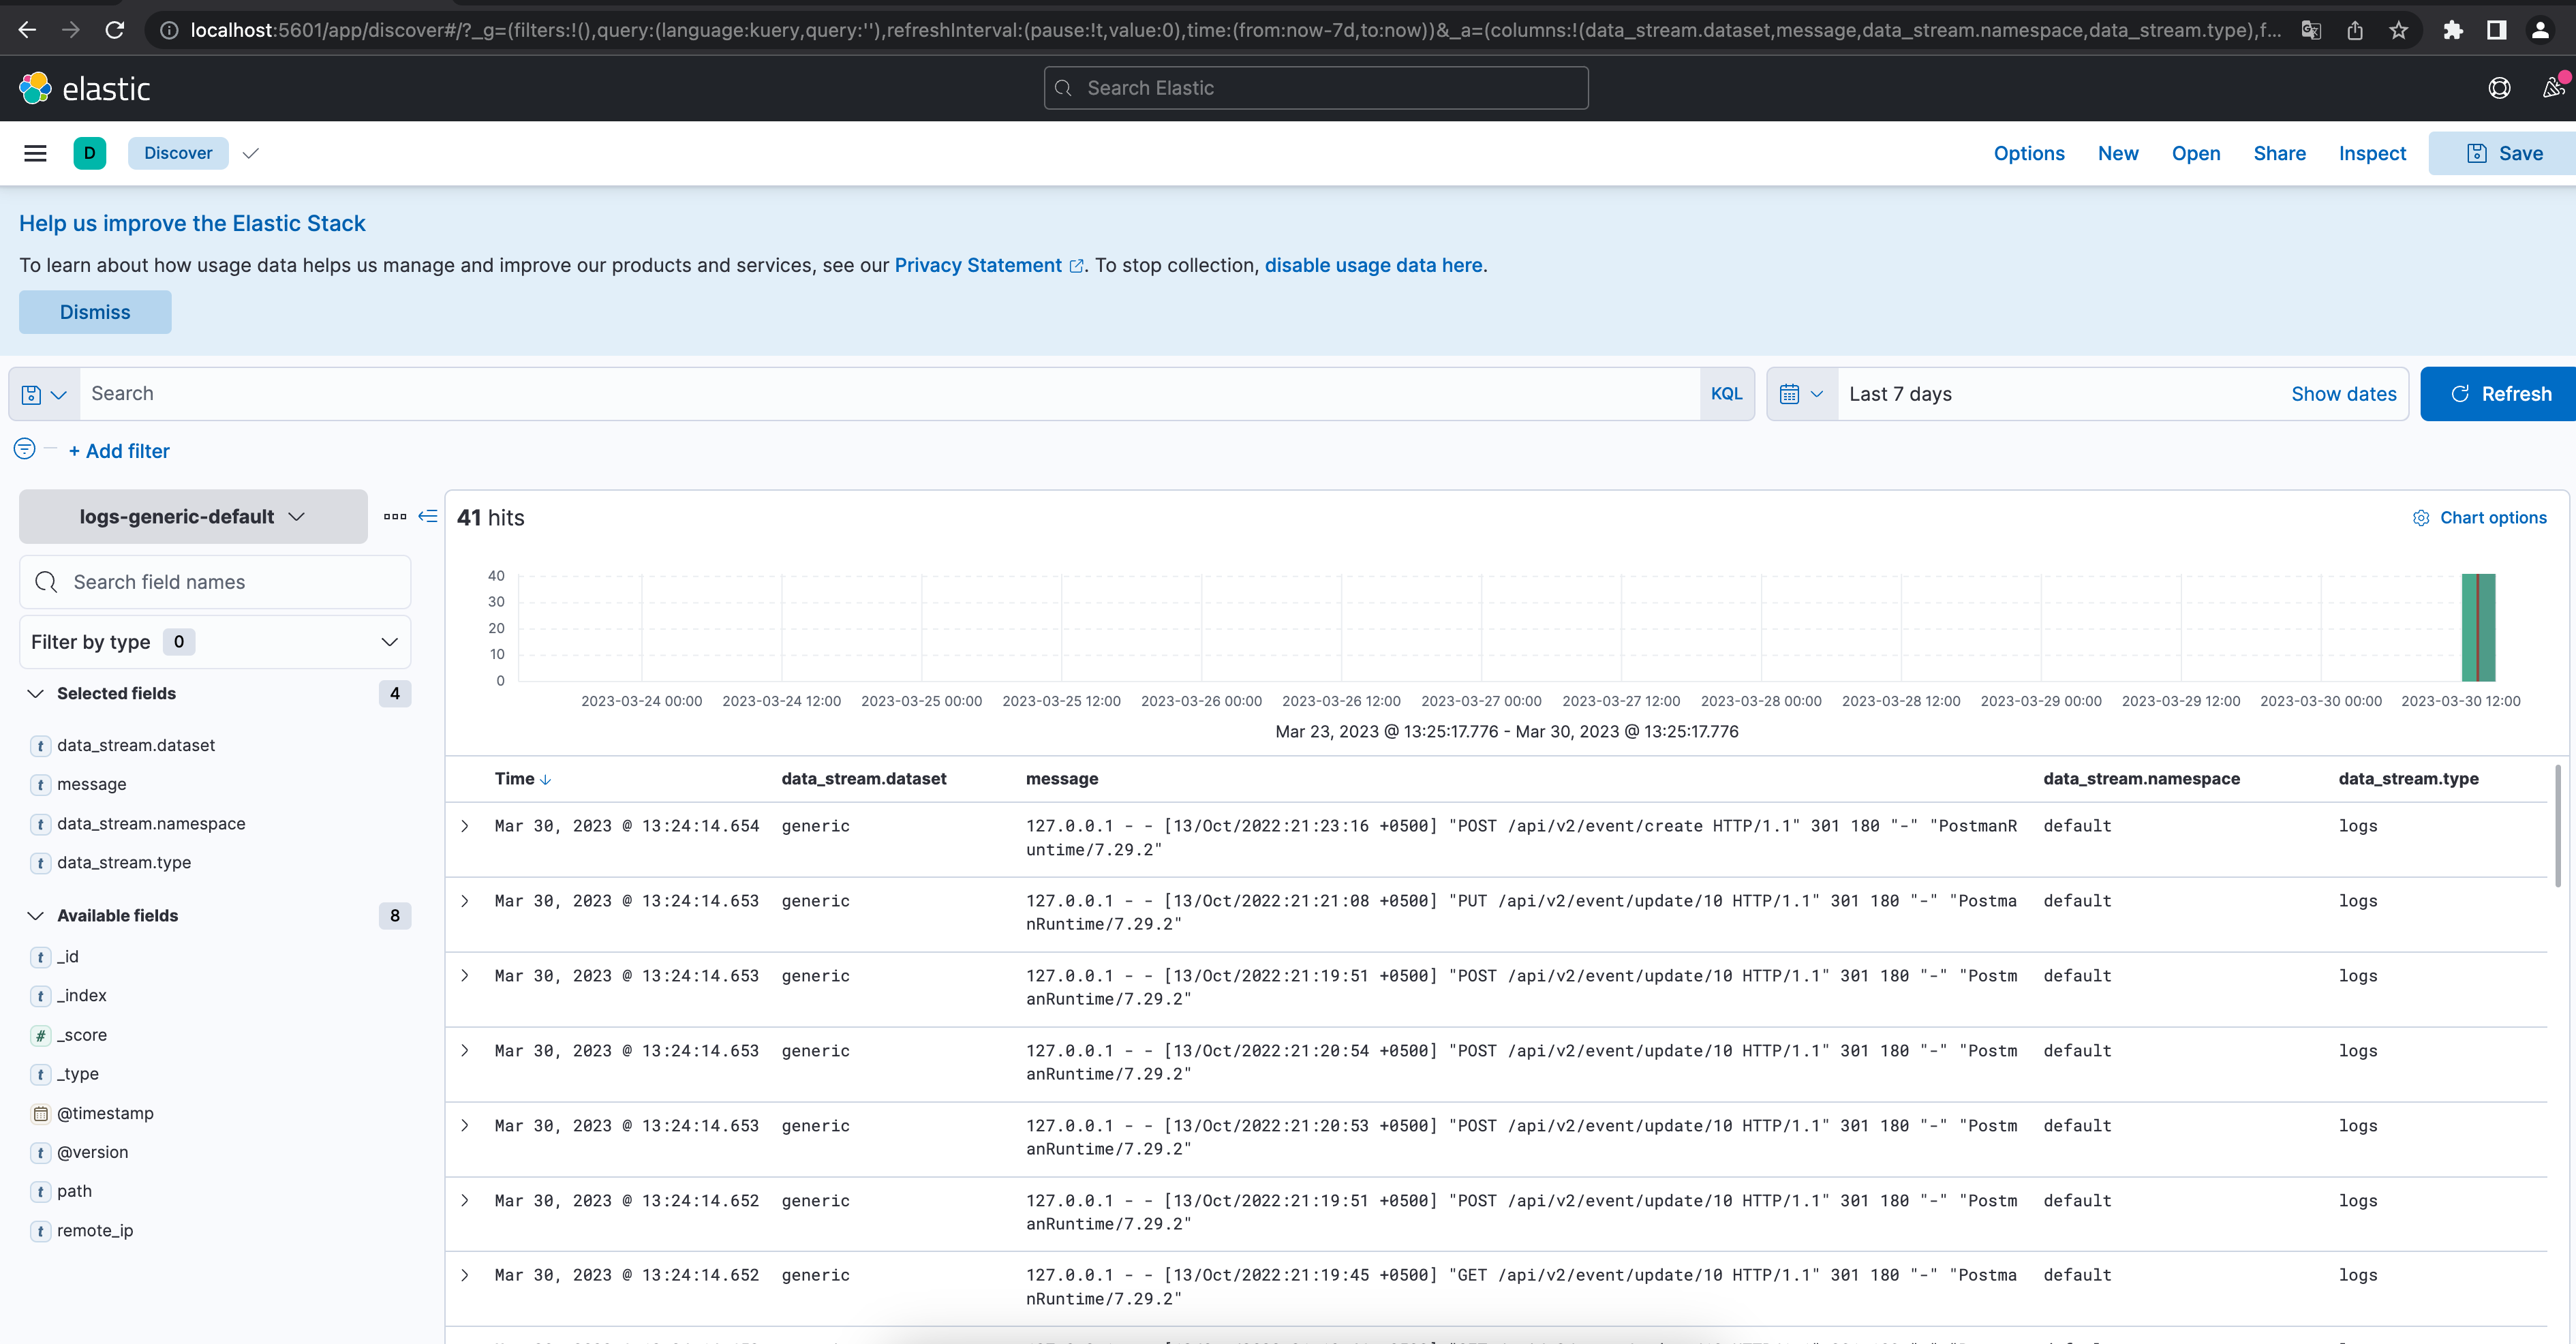 localhost:5601/app/discover#/?_g=(filters:!(),query:(language:kuery,query:''),refreshInterval:(pause:!t,value:0),time:(from:now-7d,to:now))&_a=(columns:!(data_stream.dataset,message,data_stream.namespace,data_stream.type),f...
elastic
Search Elastic
D
Discover
Options
New
Open
Share
Inspect
Save
Help us improve the Elastic Stack
To learn about how usage data helps us manage and improve our products and services, see our Privacy Statement. To stop collection, disable usage data here.
Dismiss
Search
KQL
Last 7 days
Show dates
Refresh
+ Add filter
logs-generic-default
Search field names
Filter by type 0
Selected fields 4
t data_stream.dataset
t message
t data_stream.namespace
t data_stream.type
Available fields 8
t _id
t _index
# _score
t _type
@timestamp
t @version
t path
t remote_ip
41 hits
Chart options
40
30
20
10
0
2023-03-24 00:00 2023-03-24 12:00 2023-03-25 00:00 2023-03-25 12:00 2023-03-26 00:00 2023-03-26 12:00 2023-03-27 00:00 2023-03-27 12:00 2023-03-28 00:00 2023-03-28 12:00 2023-03-29 00:00 2023-03-29 12:00 2023-03-30 00:00 2023-03-30 12:00
Mar 23, 2023 @ 13:25:17.776 - Mar 30, 2023 @ 13:25:17.776
Time data_stream.dataset message data_stream.namespace data_stream.type
Mar 30, 2023 @ 13:24:14.654 generic 127.0.0.1 - - [13/Oct/2022:21:23:16 +0500] "POST /api/v2/event/create HTTP/1.1" 301 180 "-" "PostmanR default logs
untime/7.29.2"
Mar 30, 2023 @ 13:24:14.653 generic 127.0.0.1 - - [13/Oct/2022:21:21:08 +0500] "PUT /api/v2/event/update/10 HTTP/1.1" 301 180 "-" "Postma default logs
nRuntime/7.29.2"
Mar 30, 2023 @ 13:24:14.653 generic 127.0.0.1 - - [13/Oct/2022:21:19:51 +0500] "POST /api/v2/event/update/10 HTTP/1.1" 301 180 "-" "Postm default logs
anRuntime/7.29.2"
Mar 30, 2023 @ 13:24:14.653 generic 127.0.0.1 - - [13/Oct/2022:21:20:54 +0500] "POST /api/v2/event/update/10 HTTP/1.1" 301 180 "-" "Postm default logs
anRuntime/7.29.2"
Mar 30, 2023 @ 13:24:14.653 generic 127.0.0.1 - - [13/Oct/2022:21:20:53 +0500] "POST /api/v2/event/update/10 HTTP/1.1" 301 180 "-" "Postm default logs
anRuntime/7.29.2"
Mar 30, 2023 @ 13:24:14.652 generic 127.0.0.1 - - [13/Oct/2022:21:19:51 +0500] "POST /api/v2/event/update/10 HTTP/1.1" 301 180 "-" "Postm default logs
anRuntime/7.29.2"
Mar 30, 2023 @ 13:24:14.652 generic 127.0.0.1 - - [13/Oct/2022:21:19:45 +0500] "GET /api/v2/event/update/10 HTTP/1.1" 301 180 "-" "Postma default logs
nRuntime/7.29.2"